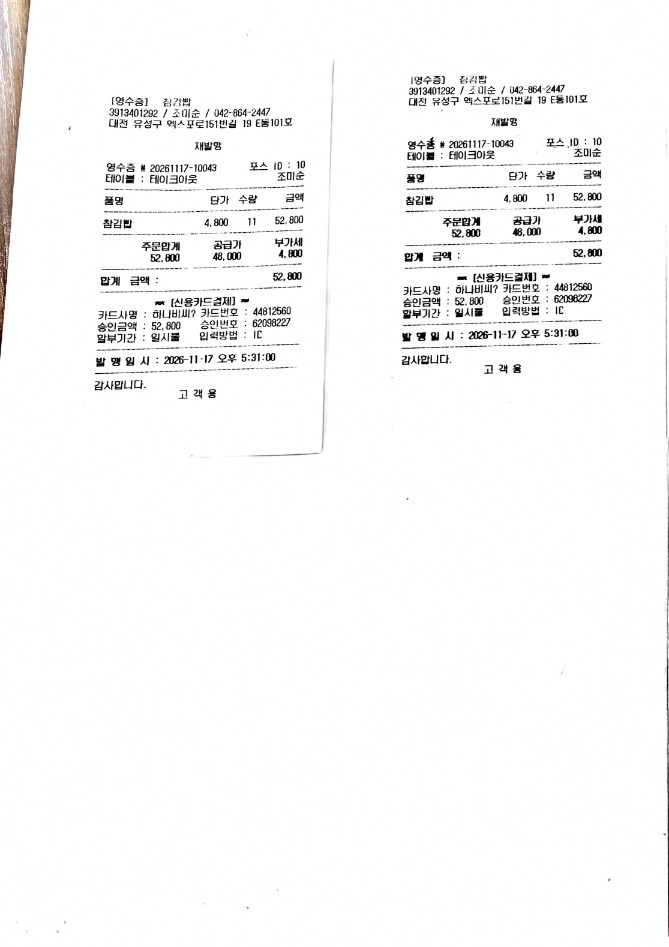 [영수증] 참김밥
3913401292 / 조미순 / 042-864-2447
대전 유성구 엑스포로151번길 19 E동101호
재발행
영수증 # 20261117-10043 포스 ID : 10
테이블 : 테이크아웃 조미순
품명 단가 수량 금액
참김밥 4,800 11 52,800
주문합계 공급가 부가세
52,800 48,000 4,800
합계 금액 : 52,800
[신용카드결제]
카드사명 : 하나비씨? 카드번호 : 44812560
승인금액 : 52,800 승인번호 : 62098227
할부기간 : 일시불 입력방법 : IC
발 행 일 시 : 2026-11-17 오후 5:31:00
감사합니다.
고 객 용
[영수증] 참김밥
3913401292 / 조미순 / 042-864-2447
대전 유성구 엑스포로151번길 19 E동101호
재발행
영수증 # 20261117-10043 포스 ID : 10
테이블 : 테이크아웃 조미순
품명 단가 수량 금액
참김밥 4,800 11 52,800
주문합계 공급가 부가세
52,800 48,000 4,800
합계 금액 : 52,800
[신용카드결제]
카드사명 : 하나비씨? 카드번호 : 44812560
승인금액 : 52,800 승인번호 : 62098227
할부기간 : 일시불 입력방법 : IC
발 행 일 시 : 2026-11-17 오후 5:31:00
감사합니다.
고 객 용